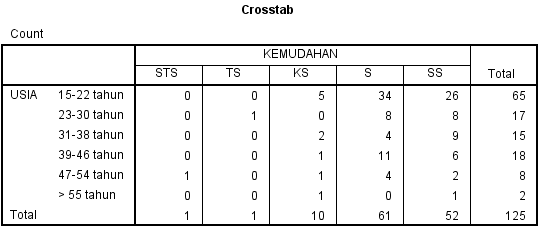 Crosstab
Count
KEMUDAHAN
STS TS KS S SS Total
USIA 15-22 tahun 0 0 5 34 26 65
23-30 tahun 0 1 0 8 8 17
31-38 tahun 0 0 2 4 9 15
39-46 tahun 0 0 1 11 6 18
47-54 tahun 1 0 1 4 2 8
> 55 tahun 0 0 1 0 1 2
Total 1 1 10 61 52 125